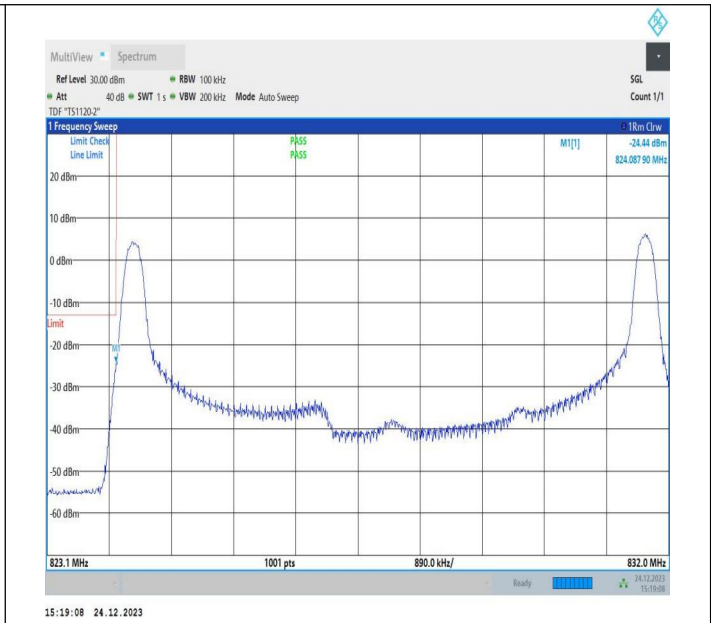 MultiView Spectrum
Ref Level 30.00 dBm RBW 100 kHz SGL
Att 40 dB SWT 1 s VBW 200 kHz Mode Auto Sweep Count 1/1
TDF "TS1120-2"
1 Frequency Sweep 1Rm Clrw
Limit Check PASS M1[1] -24.44 dBm
Line Limit PASS 824.087 90 MHz
20 dBm
10 dBm
0 dBm
-10 dBm
Limit
-20 dBm
M1
-30 dBm
-40 dBm
-50 dBm
-60 dBm
823.1 MHz 1001 pts 890.0 kHz/ 832.0 MHz
Ready 24.12.2023
15:19:08
15:19:08 24.12.2023